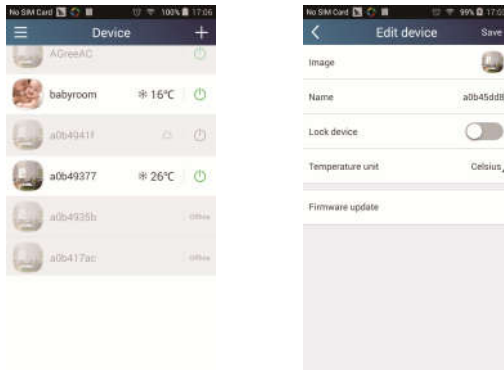 No SIM Card 100% 17:06
Device
AGreeAC
babyroom 16°C
a0b4941f
a0b49377 26°C
a0b4935b Offline
a0b417ac Offline
No SIM Card 99% 17:03
Edit device Save
Image
Name a0b45dd8
Lock device
Temperature unit Celsius
Firmware update